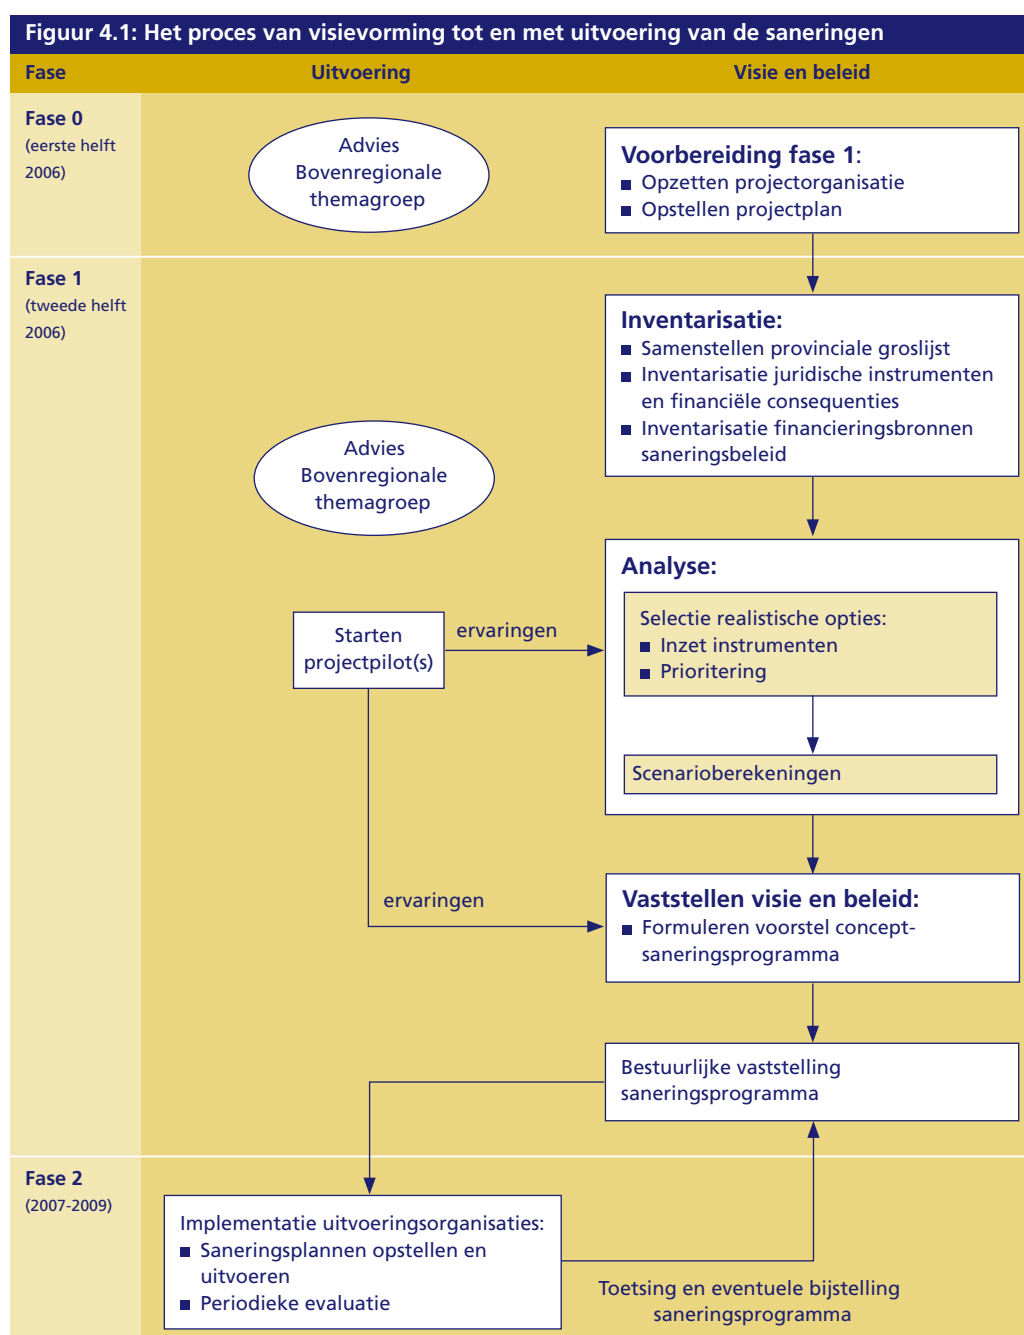 Figuur 4.1: Het proces van visievorming tot en met uitvoering van de saneringen
Fase
Uitvoering
Visie en beleid
Fase 0
(eerste helft
2006)
Advies
Bovenregionale
themagroep
Voorbereiding fase 1:
Opzetten projectorganisatie
Opstellen projectplan
Fase 1
(tweede helft
2006)
Inventarisatie:
Samenstellen provinciale groslijst
Inventarisatie juridische instrumenten
en financiële consequenties
Inventarisatie financieringsbronnen
saneringsbeleid
Advies
Bovenregionale
themagroep
Analyse:
Selectie realistische opties:
Inzet instrumenten
Prioritering
Starten
projectpilot(s)
ervaringen
Scenarioberekeningen
ervaringen
Vaststellen visie en beleid:
Formuleren voorstel concept-
saneringsprogramma
Bestuurlijke vaststelling
saneringsprogramma
Fase 2
(2007-2009)
Implementatie uitvoeringsorganisaties:
Saneringsplannen opstellen en
uitvoeren
Periodieke evaluatie
Toetsing en eventuele bijstelling
saneringsprogramma